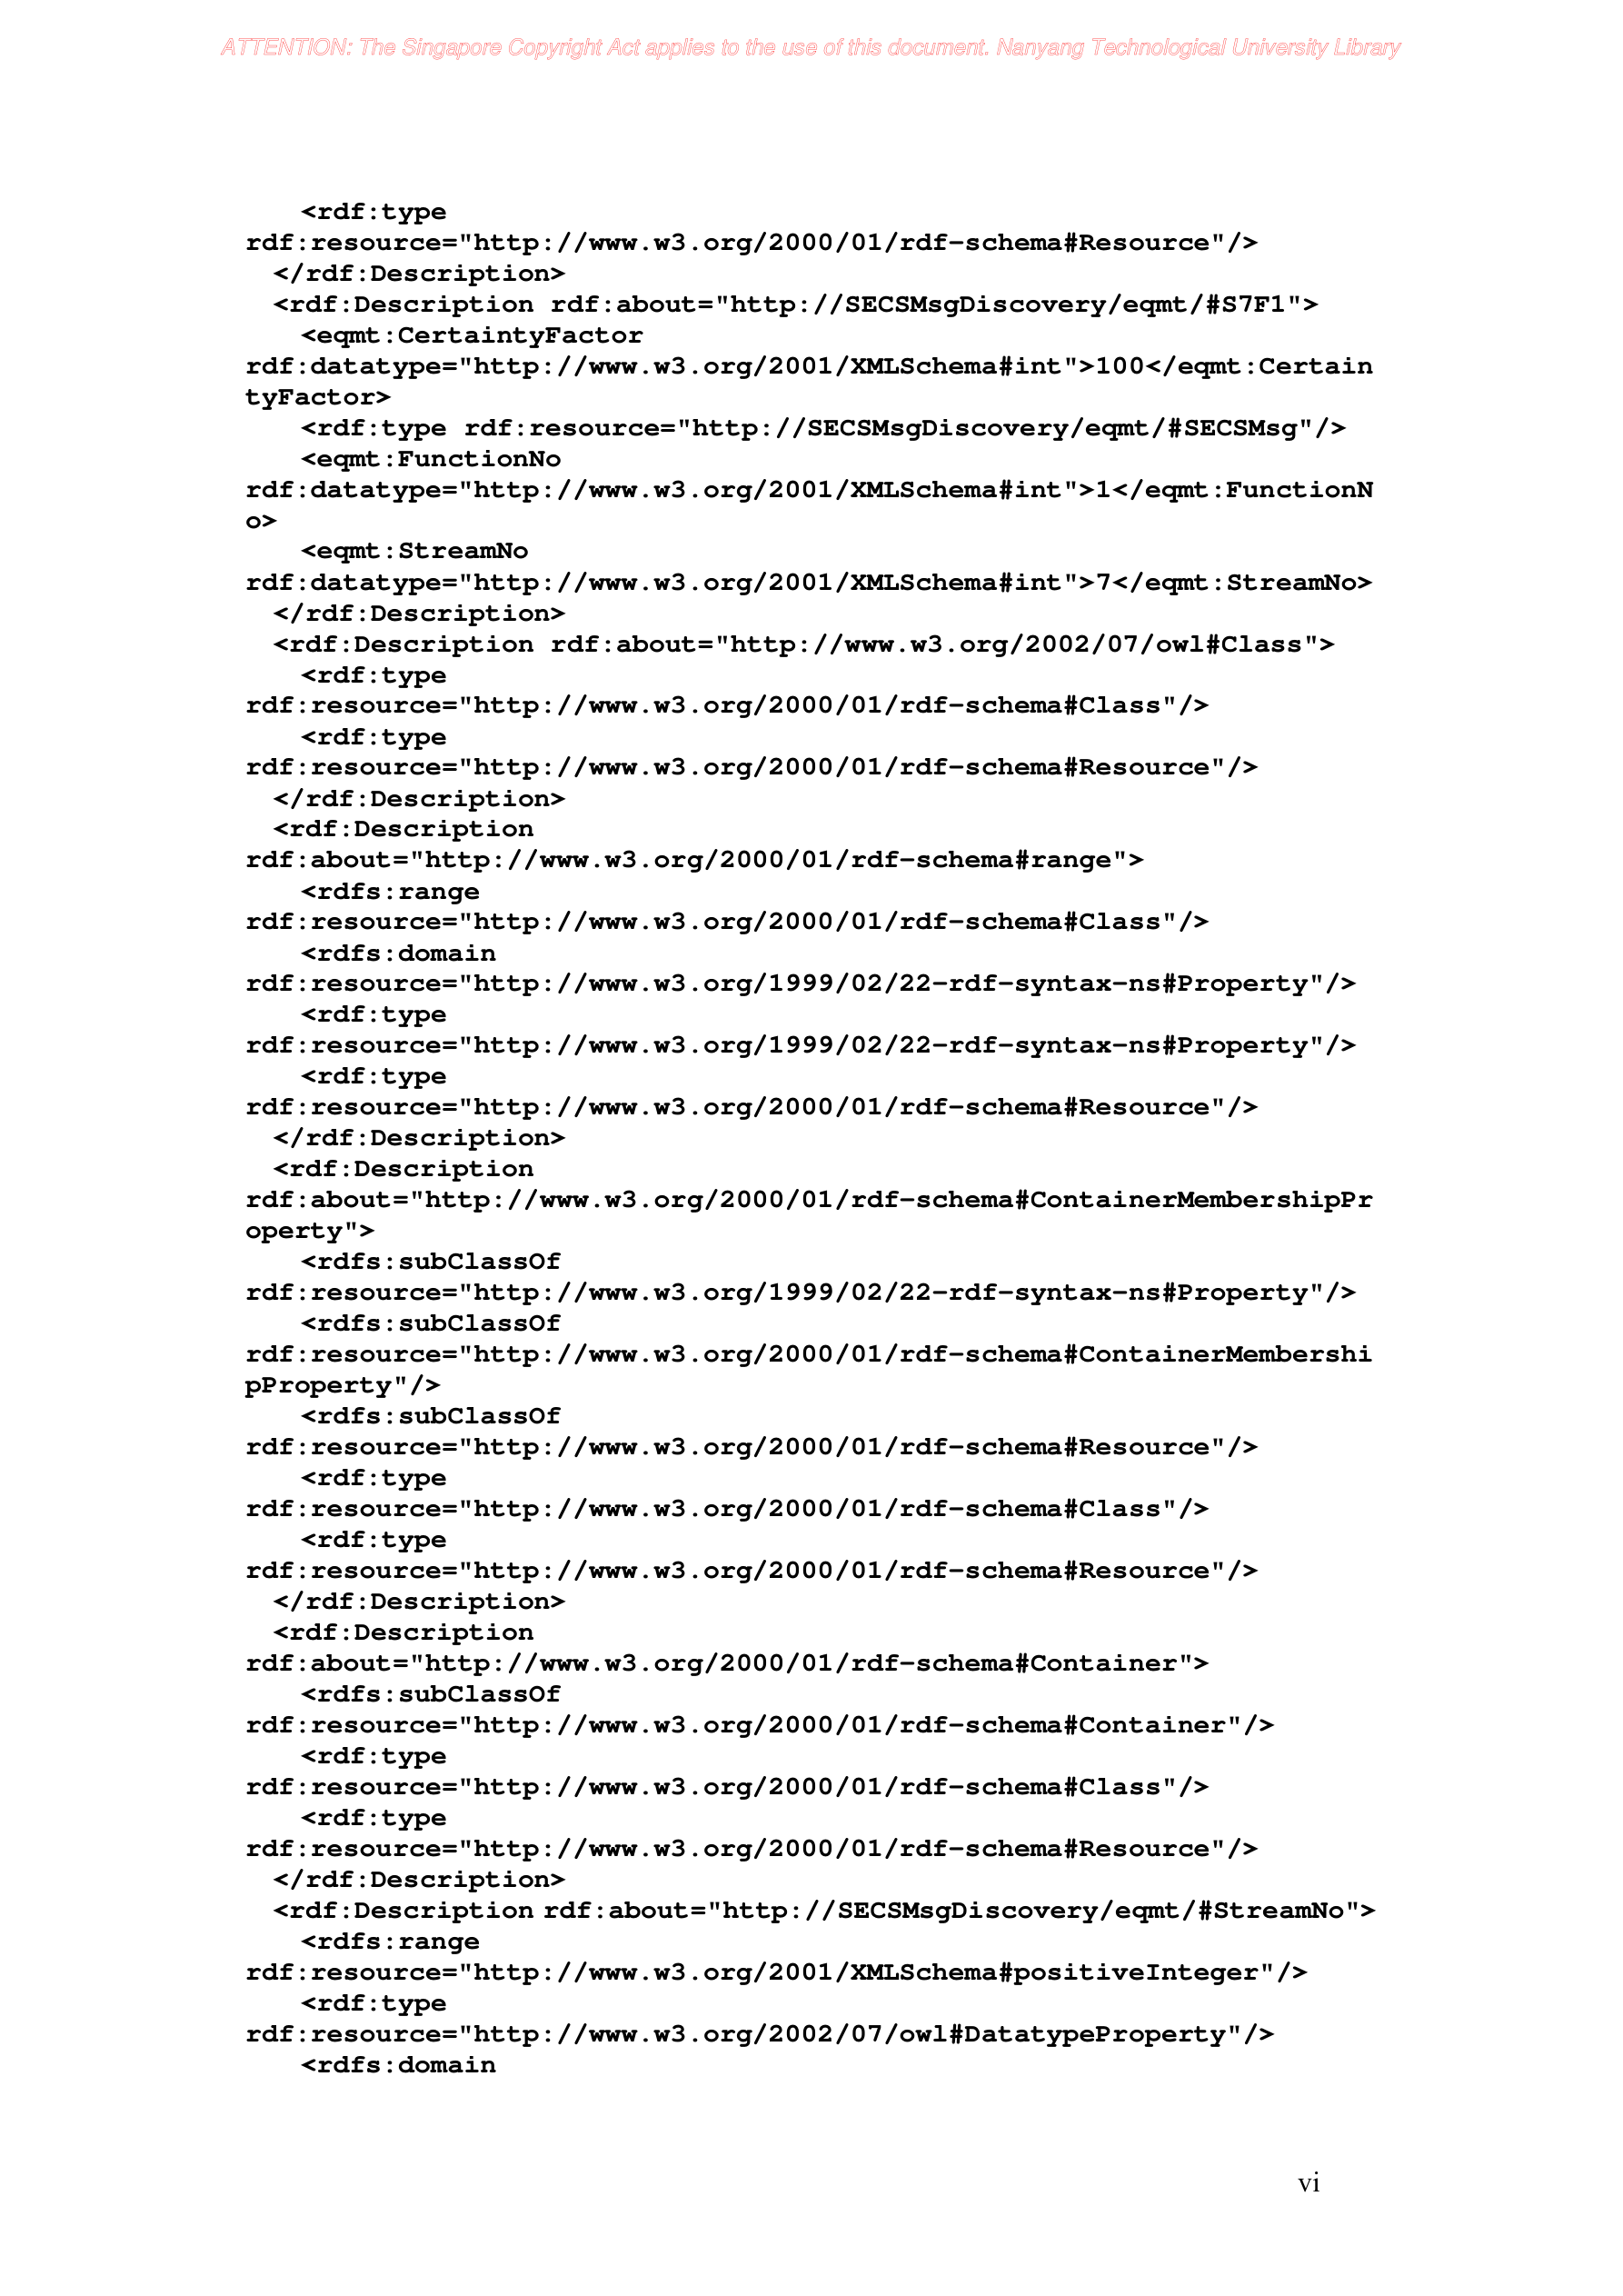 ATTENTION: The Singapore Copyright Act applies to the use of this document. Nanyang Technological University Library
<rdf:type
rdf:resource="http://www.w3.org/2000/01/rdf-schema#Resource"/>
</rdf:Description>
<rdf:Description rdf:about="http://SECSMsgDiscovery/eqmt/#S7F1">
<eqmt:CertaintyFactor
rdf:datatype="http://www.w3.org/2001/XMLSchema#int">100</eqmt:Certain
tyFactor>
<rdf:type rdf:resource="http://SECSMsgDiscovery/eqmt/#SECSMsg"/>
<eqmt:FunctionNo
rdf:datatype="http://www.w3.org/2001/XMLSchema#int">1</eqmt:FunctionN
o>
<eqmt:StreamNo
rdf:datatype="http://www.w3.org/2001/XMLSchema#int">7</eqmt:StreamNo>
</rdf:Description>
<rdf:Description rdf:about="http://www.w3.org/2002/07/owl#Class">
<rdf:type
rdf:resource="http://www.w3.org/2000/01/rdf-schema#Class"/>
<rdf:type
rdf:resource="http://www.w3.org/2000/01/rdf-schema#Resource"/>
</rdf:Description>
<rdf:Description
rdf:about="http://www.w3.org/2000/01/rdf-schema#range">
<rdfs:range
rdf:resource="http://www.w3.org/2000/01/rdf-schema#Class"/>
<rdfs:domain
rdf:resource="http://www.w3.org/1999/02/22-rdf-syntax-ns#Property"/>
<rdf:type
rdf:resource="http://www.w3.org/1999/02/22-rdf-syntax-ns#Property"/>
<rdf:type
rdf:resource="http://www.w3.org/2000/01/rdf-schema#Resource"/>
</rdf:Description>
<rdf:Description
rdf:about="http://www.w3.org/2000/01/rdf-schema#ContainerMembershipPr
operty">
<rdfs:subClassOf
rdf:resource="http://www.w3.org/1999/02/22-rdf-syntax-ns#Property"/>
<rdfs:subClassOf
rdf:resource="http://www.w3.org/2000/01/rdf-schema#ContainerMembershi
pProperty"/>
<rdfs:subClassOf
rdf:resource="http://www.w3.org/2000/01/rdf-schema#Resource"/>
<rdf:type
rdf:resource="http://www.w3.org/2000/01/rdf-schema#Class"/>
<rdf:type
rdf:resource="http://www.w3.org/2000/01/rdf-schema#Resource"/>
</rdf:Description>
<rdf:Description
rdf:about="http://www.w3.org/2000/01/rdf-schema#Container">
<rdfs:subClassOf
rdf:resource="http://www.w3.org/2000/01/rdf-schema#Container"/>
<rdf:type
rdf:resource="http://www.w3.org/2000/01/rdf-schema#Class"/>
<rdf:type
rdf:resource="http://www.w3.org/2000/01/rdf-schema#Resource"/>
</rdf:Description>
<rdf:Description rdf:about="http://SECSMsgDiscovery/eqmt/#StreamNo">
<rdfs:range
rdf:resource="http://www.w3.org/2001/XMLSchema#positiveInteger"/>
<rdf:type
rdf:resource="http://www.w3.org/2002/07/owl#DatatypeProperty"/>
<rdfs:domain
vi